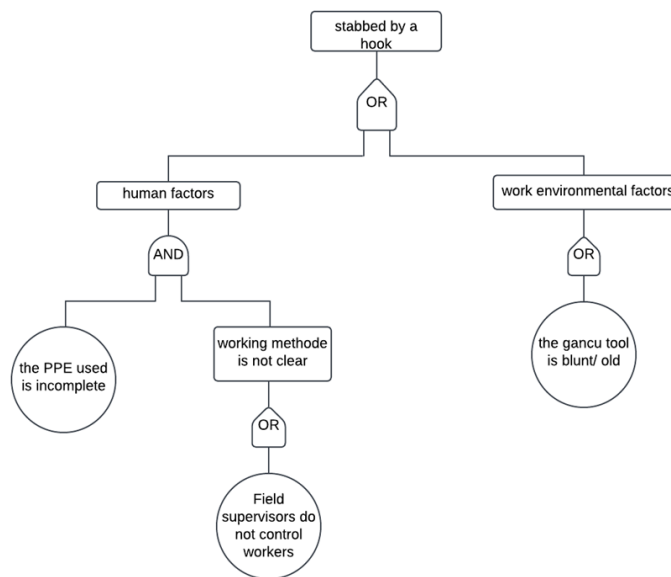 stabbed by a
hook
OR
human factors
work environmental factors
AND
OR
the PPE used
is incomplete
working methode
is not clear
the gancu tool
is blunt/ old
OR
Field
supervisors do
not control
workers